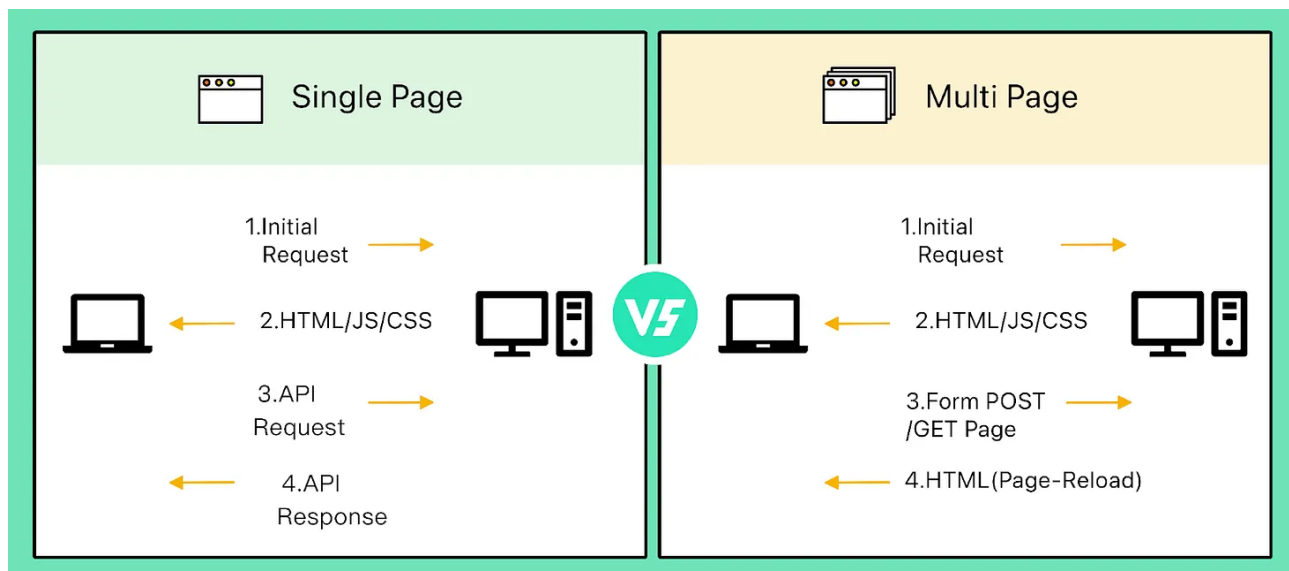 Single Page
1.Initial
Request
2.HTML/JS/CSS
3.API
Request
4.API
Response
VS
Multi Page
1.Initial
Request
2.HTML/JS/CSS
3.Form POST
/GET Page
4.HTML(Page-Reload)